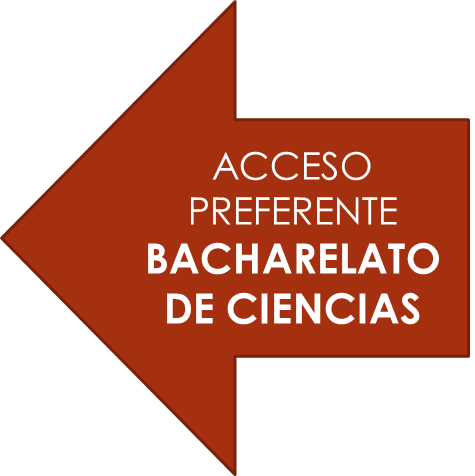 ACCESO
PREFERENTE
BACHARELATO
DE CIENCIAS